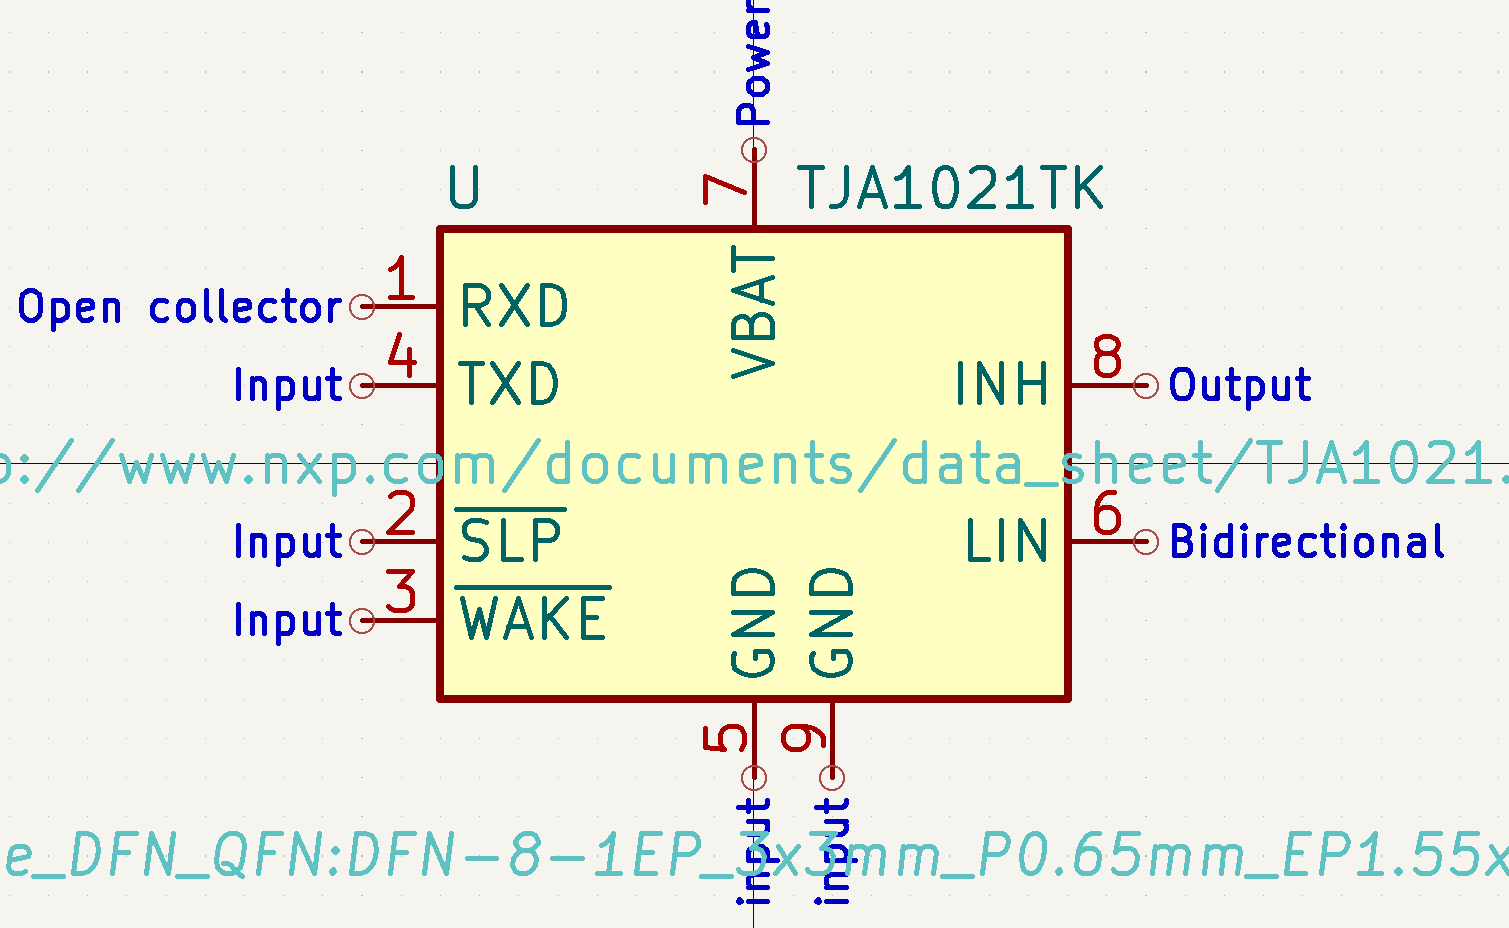 Power
7
U
TJA1021TK
VBAT
Open collector
1
RXD
Input
4
TXD
INH
8
Output
://www.nxp.com/documents/data_sheet/TJA1021.
Input
2
SLP
LIN
6
Bidirectional
Input
3
WAKE
GND
GND
5
9
input
input
e_DFN_QFN:DFN-8-1EP_3x3mm_P0.65mm_EP1.55x